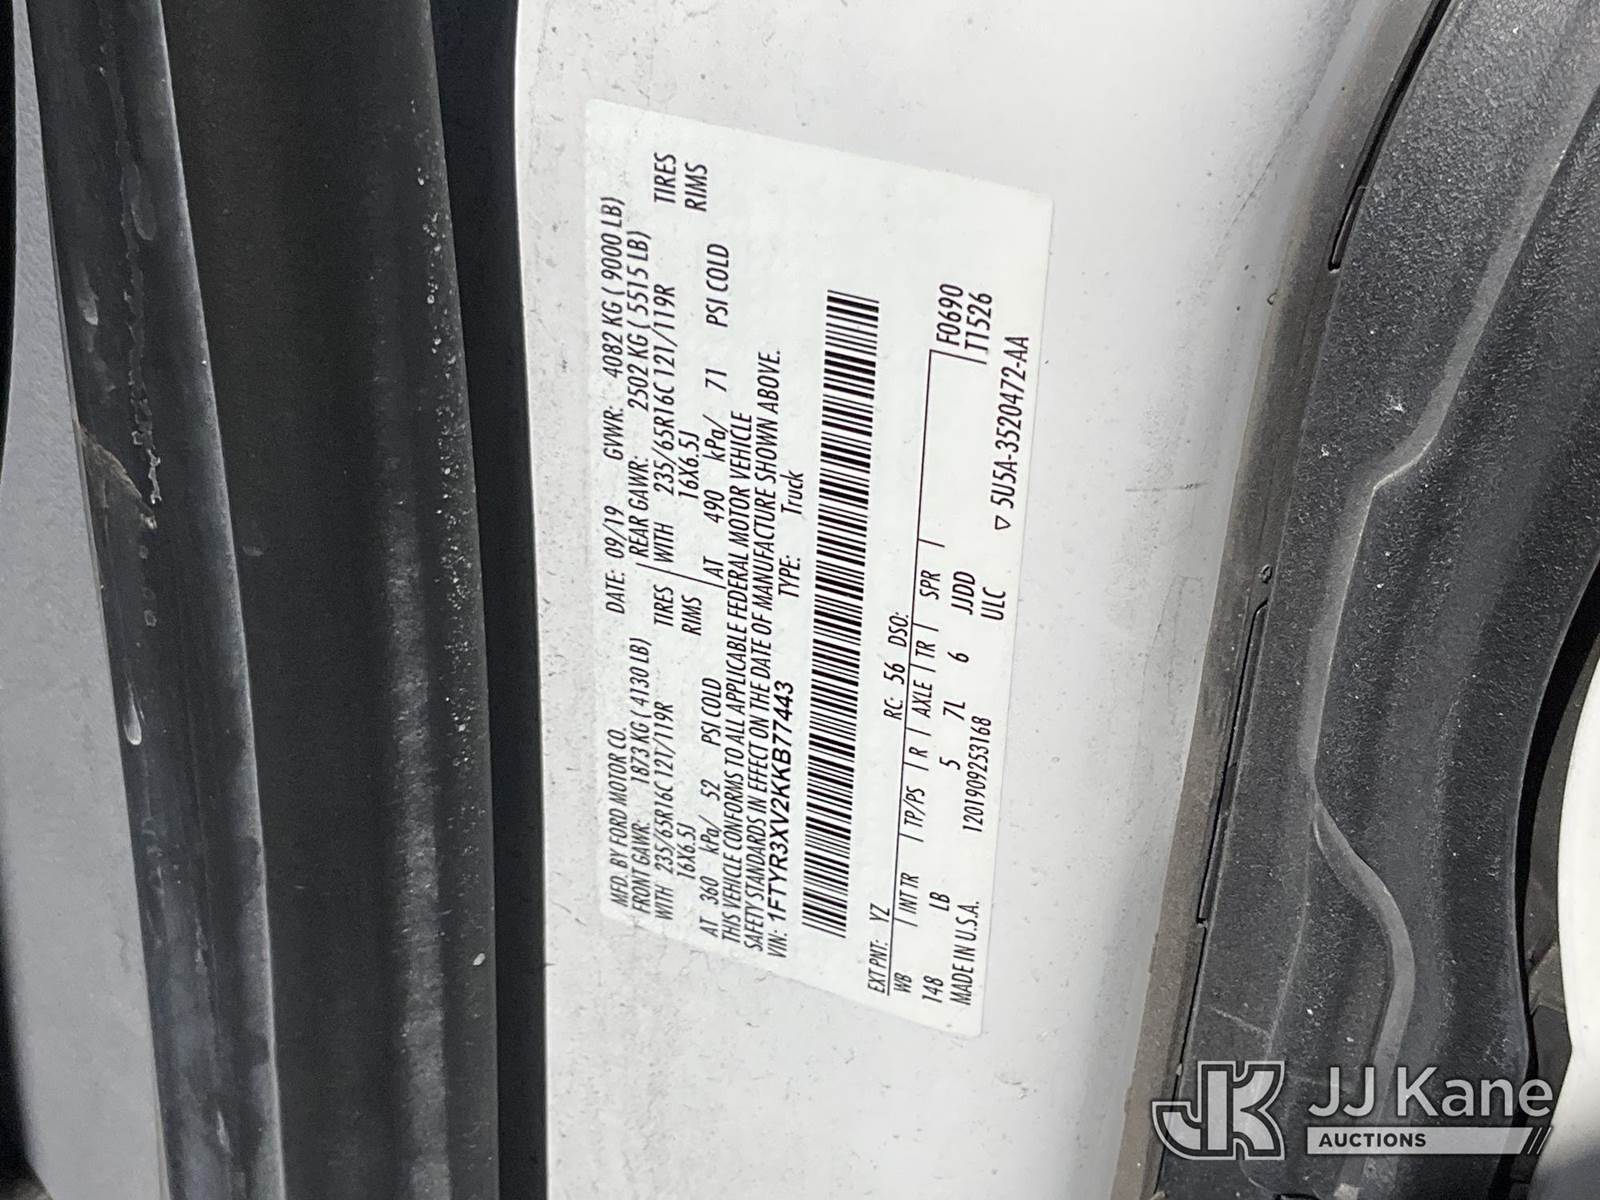 MFD. BY FORD MOTOR CO. DATE: 09/19 GVWR: 4082 KG ( 9000 LB)
FRONT GAWR: 1873 KG ( 4130 LB) REAR GAWR: 2502 KG ( 5515 LB)
WITH 235/65R16C 121/119R TIRES WITH 235/65R16C 121/119R TIRES
16X6.5J RIMS 16X6.5J RIMS
AT 360 kPa/ 52 PSI COLD AT 490 kPa/ 71 PSI COLD
THIS VEHICLE CONFORMS TO ALL APPLICABLE FEDERAL MOTOR VEHICLE
SAFETY STANDARDS IN EFFECT ON THE DATE OF MANUFACTURE SHOWN ABOVE.
VIN: 1FTYR3XV2KKB77443 TYPE: Truck
EXT PNT: YZ RC: 56 DSO:
WB INT TR TP/PS R AXLE TR SPR F0690
148 LB 5 7L 6 JJDD T1526
MADE IN U.S.A. 120190925316​8 ULC
▽ 5U5A-3520472-AA
JK JJ Kane
AUCTIONS